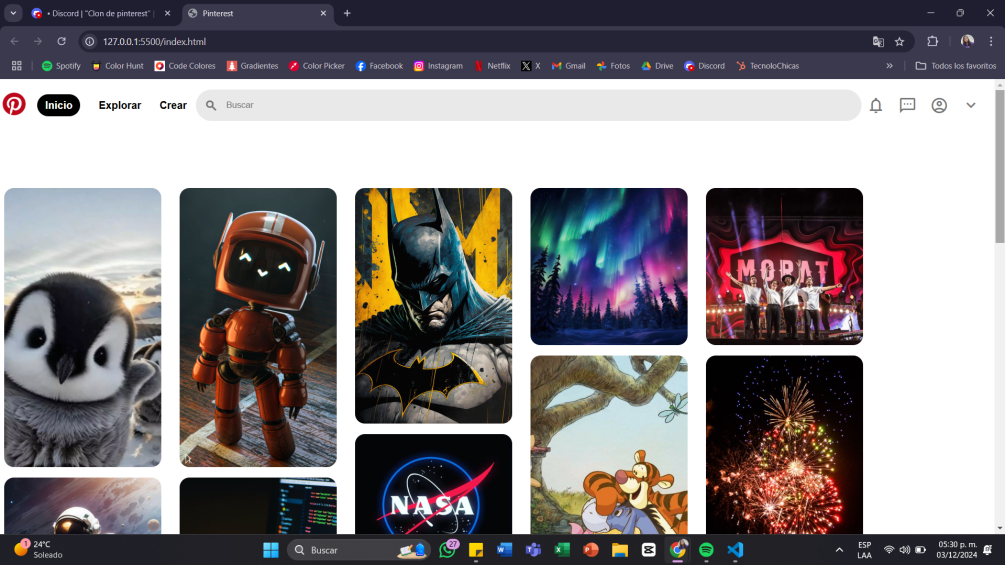 • Discord | "Clon de pinterest" |
Pinterest
127.0.0.1:5500/index.html
Spotify
Color Hunt
Code Colores
Gradientes
Color Picker
Facebook
Instagram
Netflix
X
Gmail
Fotos
Drive
Discord
TecnoloChicas
Todos los favoritos
Inicio
Explorar
Crear
Buscar
MORAT
NASA
1
24°C
Soleado
Buscar
27
ESP
LAA
05:30 p. m.
03/12/2024